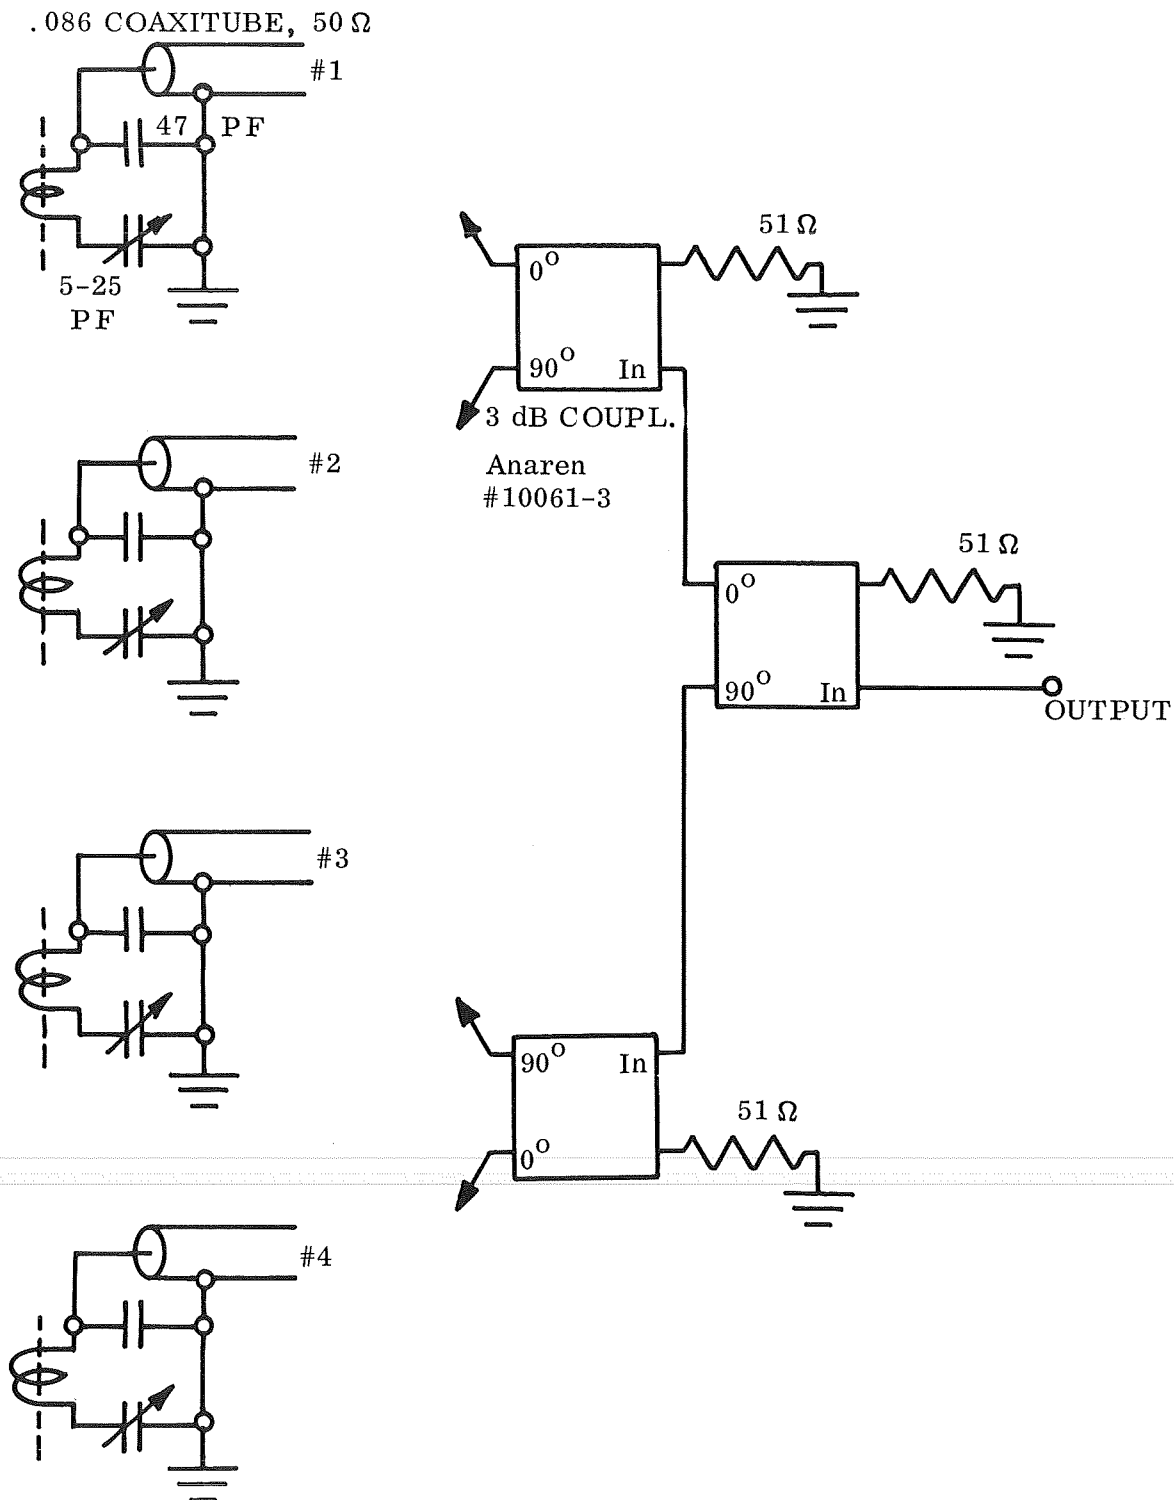 .086 COAXITUBE, 50 Ω
#1
47 PF
5-25
PF
51 Ω
0°
90° In
3 dB COUPL.
Anaren
#10061-3
#2
51 Ω
0°
90° In
OUTPUT
#3
90° In
0°
51 Ω
#4